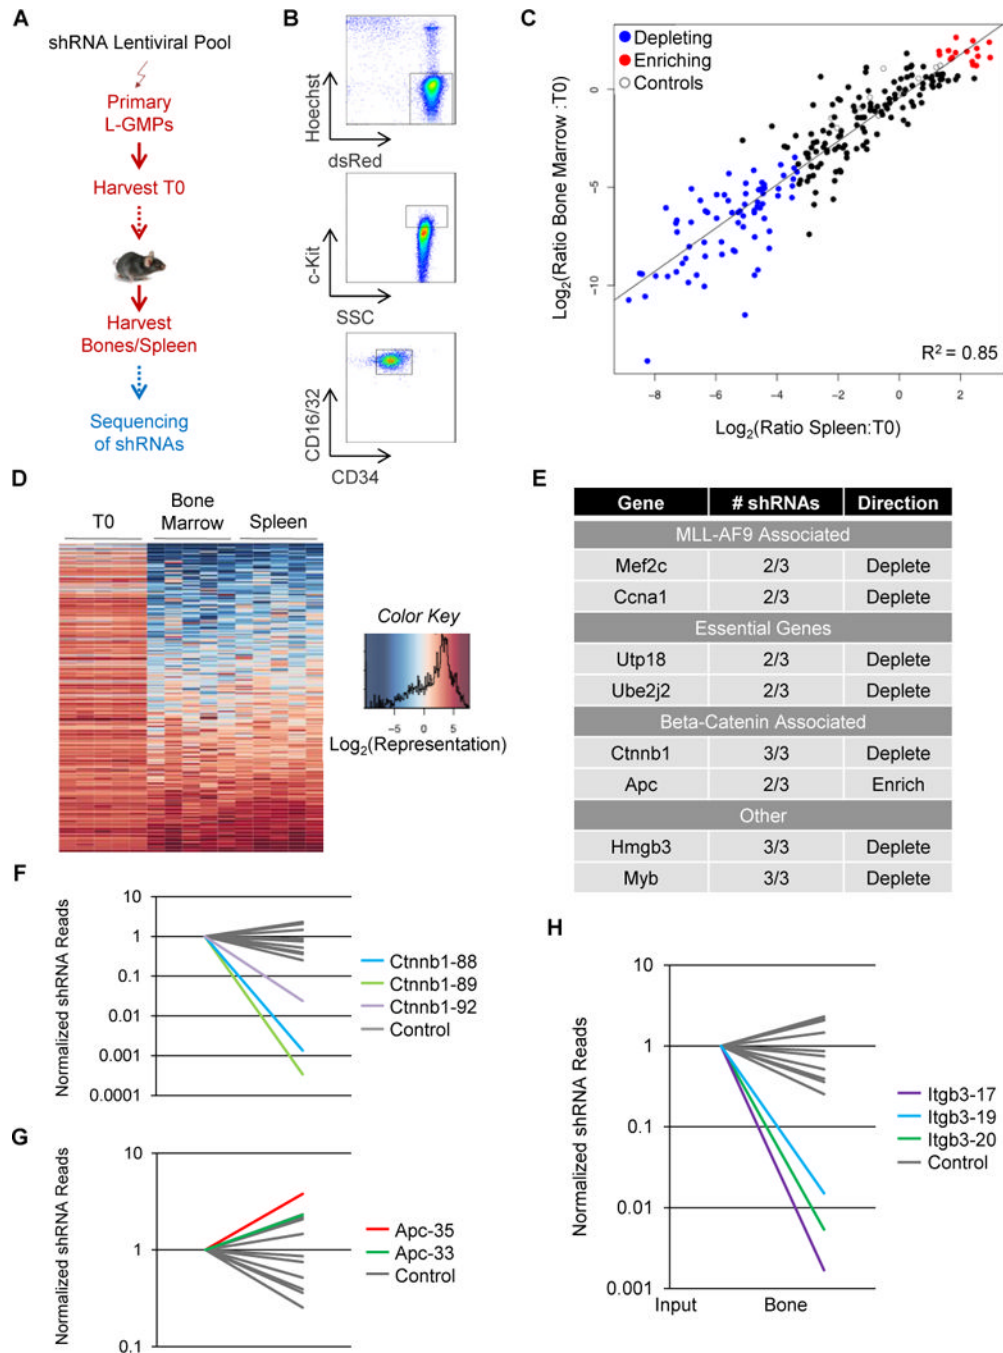 A
shRNA Lentiviral Pool
Primary
L-GMPs
Harvest T0
Harvest
Bones/Spleen
Sequencing
of shRNAs
B
Hoechst
dsRed
c-Kit
SSC
CD16/32
CD34
C
Depleting
Enriching
Controls
Log2(Ratio Bone Marrow :T0)
0
-5
-10
R2 = 0.85
-8 -6 -4 -2 0 2
Log2(Ratio Spleen:T0)
D
T0
Bone
Marrow
Spleen
Color Key
-5 0 5
Log2(Representation)
E
Gene # shRNAs Direction
MLL-AF9 Associated
Mef2c 2/3 Deplete
Ccna1 2/3 Deplete
Essential Genes
Utp18 2/3 Deplete
Ube2j2 2/3 Deplete
Beta-Catenin Associated
Ctnnb1 3/3 Deplete
Apc 2/3 Enrich
Other
Hmgb3 3/3 Deplete
Myb 3/3 Deplete
F
Normalized shRNA Reads
10
1
0.1
0.01
0.001
0.0001
Ctnnb1-88
Ctnnb1-89
Ctnnb1-92
Control
G
Normalized shRNA Reads
10
1
0.1
Apc-35
Apc-33
Control
H
Normalized shRNA Reads
10
1
0.1
0.01
0.001
Itgb3-17
Itgb3-19
Itgb3-20
Control
Input Bone